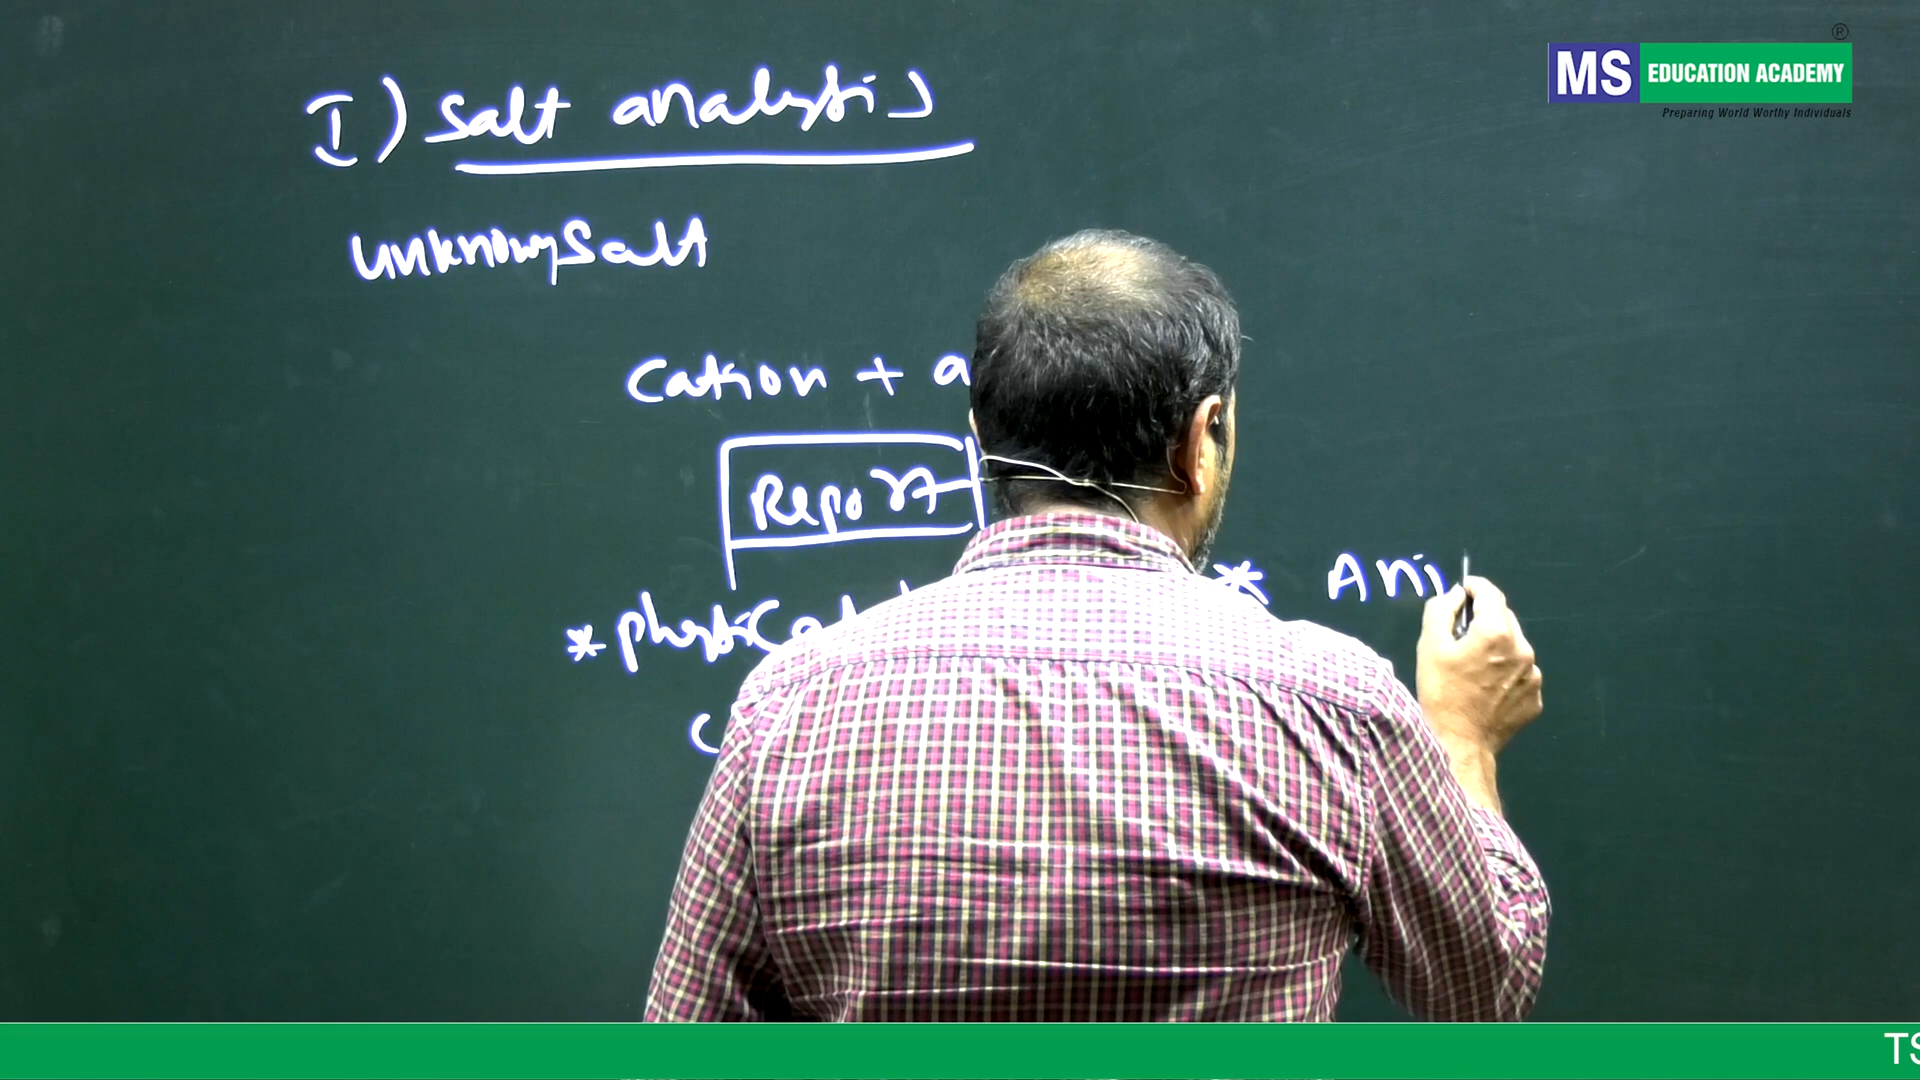 I) Salt analysis
®
MS EDUCATION ACADEMY
Preparing World Worthy Individuals
unknown Salt
Cation + a
Report
* Ani
* physical
C
TS